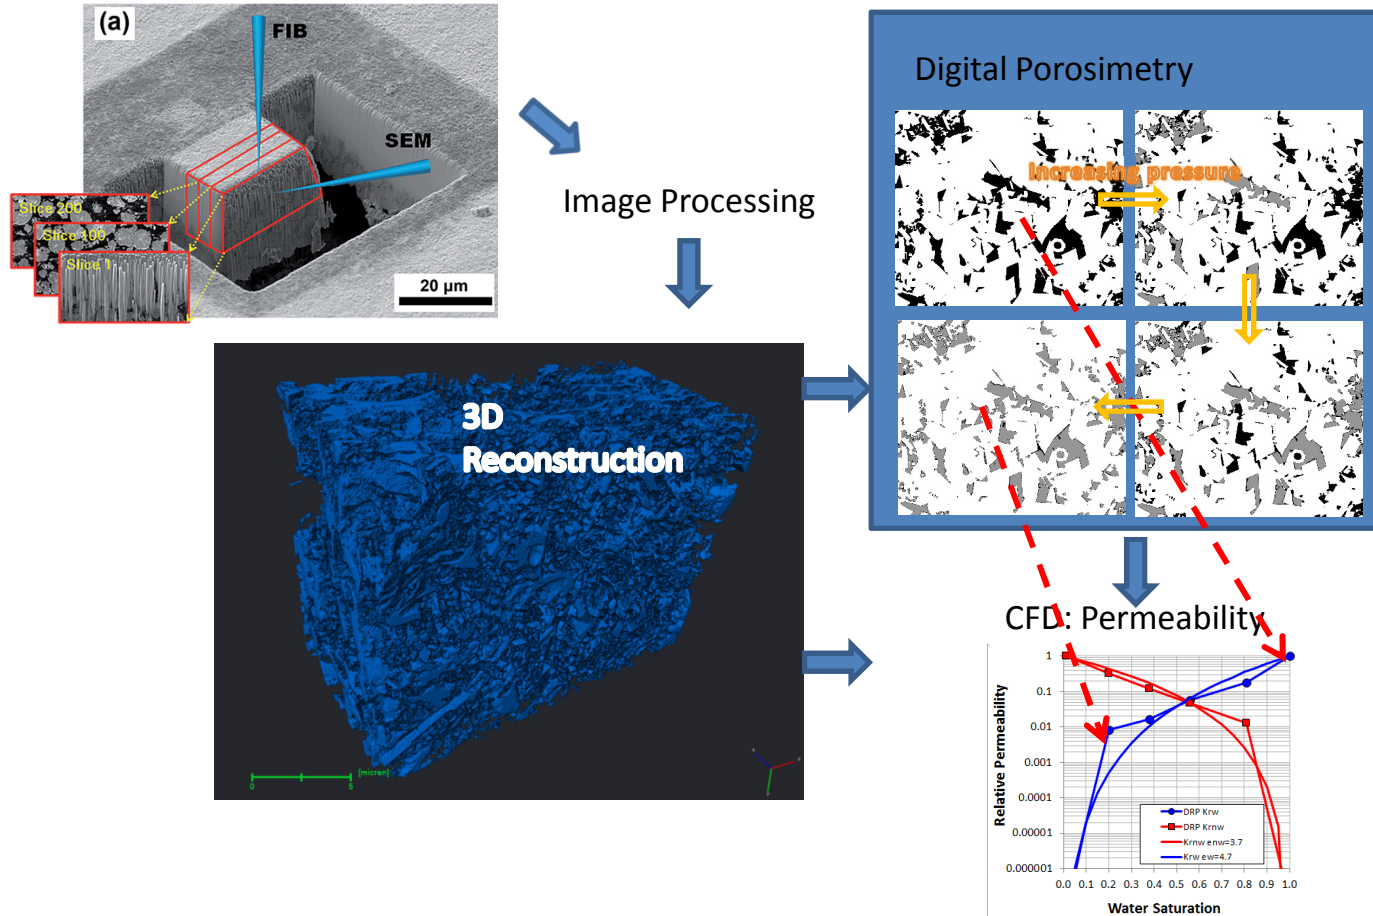 (a)
FIB
SEM
Slice 200
Slice 100
Slice 1
20 µm
Image Processing
3D
Reconstruction
[micron]
0
5
Digital Porosimetry
Increasing pressure
CFD: Permeability
Relative Permeability
1
0.1
0.01
0.001
0.0001
0.00001
0.000001
DRP Krw
DRP Krnw
Krnw enw=3.7
Krw ew=4.7
0.0 0.1 0.2 0.3 0.4 0.5 0.6 0.7 0.8 0.9 1.0
Water Saturation